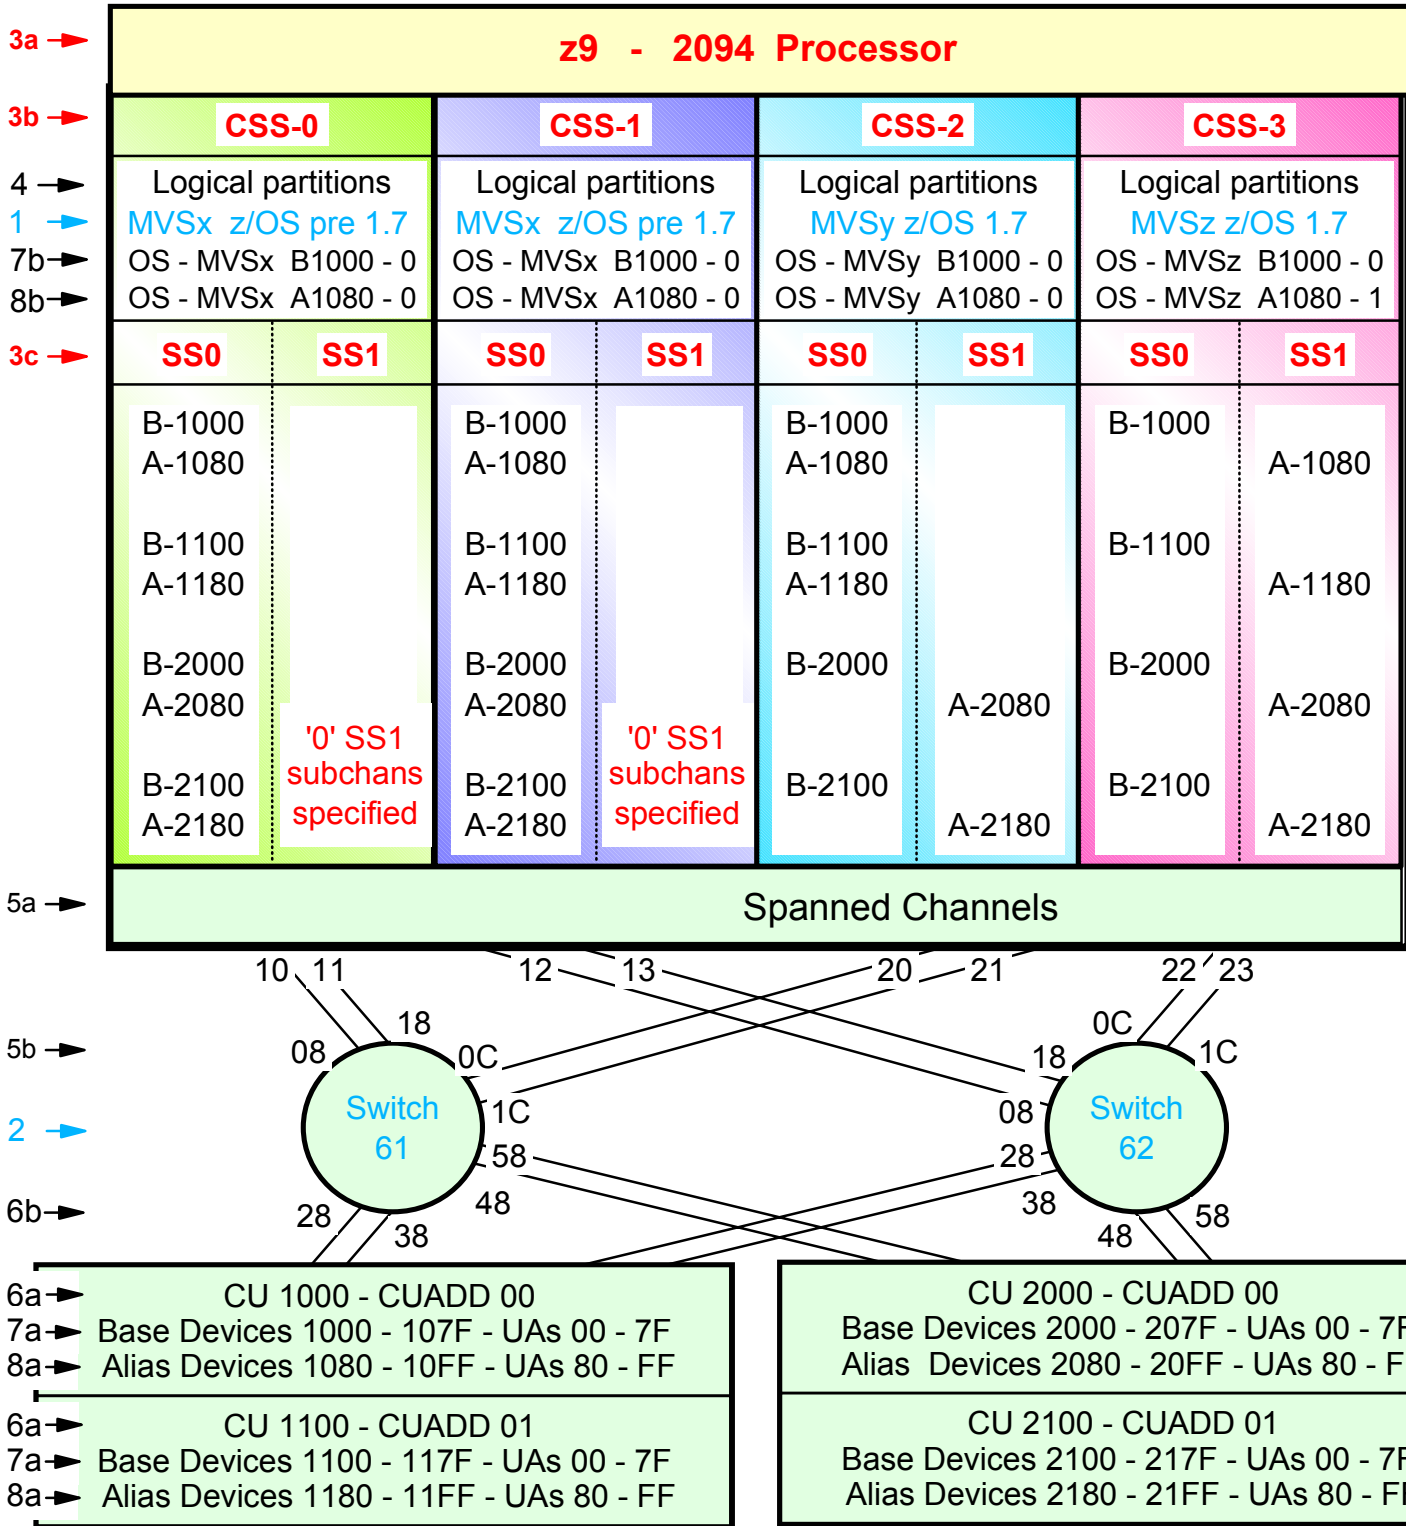 3a
z9 - 2094 Processor
3b
CSS-0 CSS-1 CSS-2 CSS-3
4
Logical partitions Logical partitions Logical partitions Logical partitions
1
MVSx z/OS pre 1.7 MVSx z/OS pre 1.7 MVSy z/OS 1.7 MVSz z/OS 1.7
7b
OS - MVSx B1000 - 0 OS - MVSx B1000 - 0 OS - MVSy B1000 - 0 OS - MVSz B1000 - 0
8b
OS - MVSx A1080 - 0 OS - MVSx A1080 - 0 OS - MVSy A1080 - 0 OS - MVSz A1080 - 1
3c
SS0 SS1 SS0 SS1 SS0 SS1 SS0 SS1
B-1000 B-1000 B-1000 B-1000
A-1080 A-1080 A-1080 A-1080
B-1100 B-1100 B-1100 B-1100
A-1180 A-1180 A-1180 A-1180
B-2000 B-2000 B-2000 B-2000
A-2080 A-2080 A-2080 A-2080
'0' SS1 '0' SS1
subchans subchans
B-2100 B-2100 B-2100 B-2100
specified specified
A-2180 A-2180 A-2180 A-2180
5a
Spanned Channels
10 11 12 13 20 21 22 23
18 0C
5b
08 0C 18 1C
Switch 1C 08 Switch
2
61 62
58 28
48 38
6b
28 38 48 58
6a
CU 1000 - CUADD 00
7a
Base Devices 1000 - 107F - UAs 00 - 7F
8a
Alias Devices 1080 - 10FF - UAs 80 - FF
6a
CU 1100 - CUADD 01
7a
Base Devices 1100 - 117F - UAs 00 - 7F
8a
Alias Devices 1180 - 11FF - UAs 80 - FF
CU 2000 - CUADD 00
Base Devices 2000 - 207F - UAs 00 - 7F
Alias Devices 2080 - 20FF - UAs 80 - F
CU 2100 - CUADD 01
Base Devices 2100 - 217F - UAs 00 - 7F
Alias Devices 2180 - 21FF - UAs 80 - FF